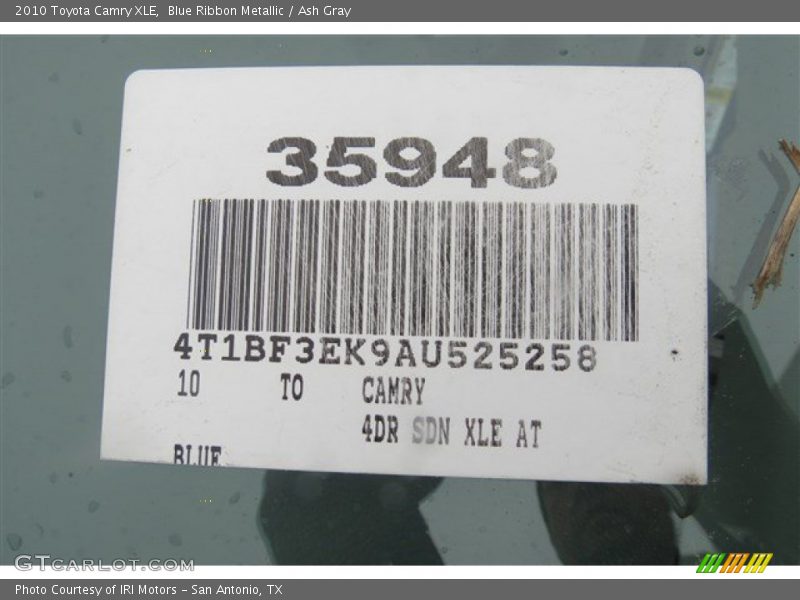 2010 Toyota Camry XLE,  Blue Ribbon Metallic / Ash Gray
35948
4T1BF3EK9AU525258
10 TO CAMRY
4DR SDN XLE AT
BLUE
GTCARLOT.COM
Photo Courtesy of IRI Motors - San Antonio, TX